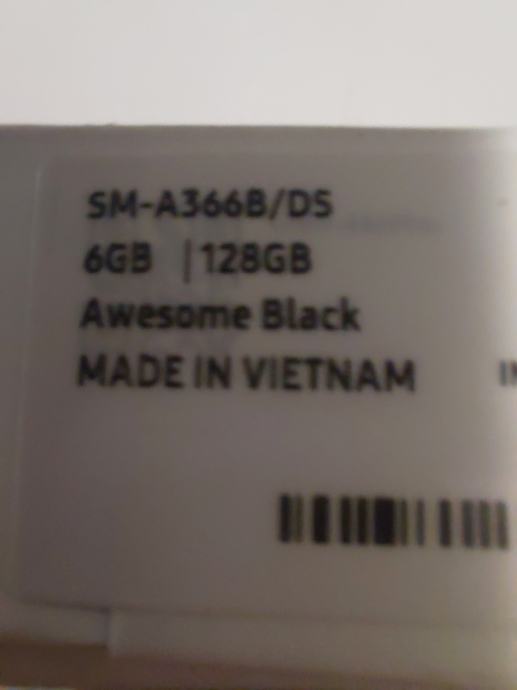 SM-A366B/DS
6GB | 128GB
Awesome Black
MADE IN VIETNAM